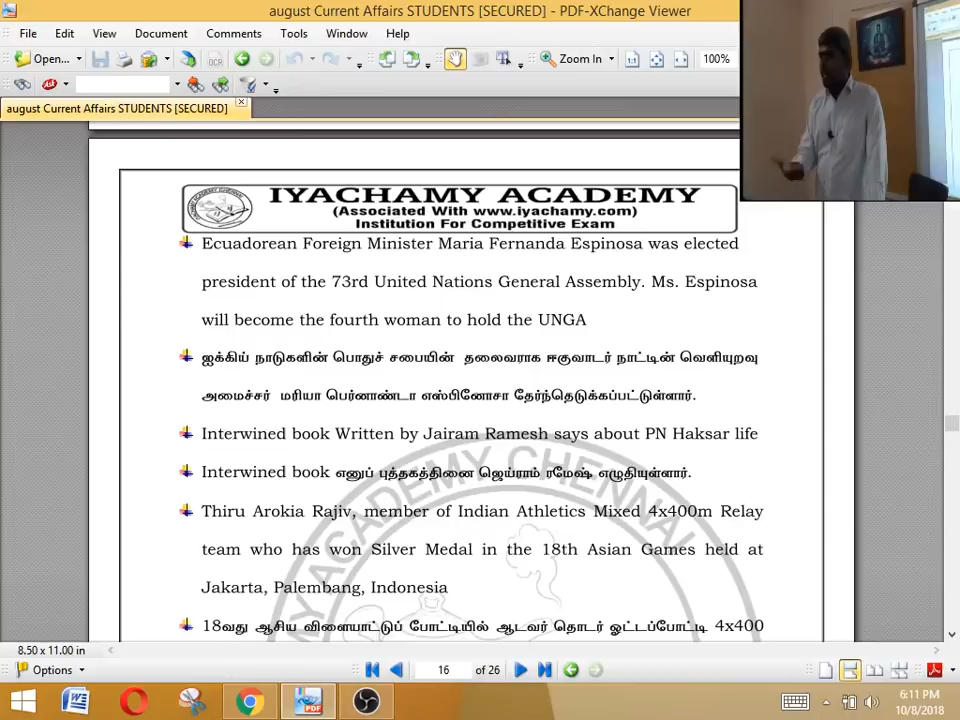 august Current Affairs STUDENTS [SECURED] - PDF-XChange Viewer
File Edit View Document Comments Tools Window Help
Open... OCR Zoom In 100%
august Current Affairs STUDENTS [SECURED]
IYACHAMY ACADEMY
(Associated With www.iyachamy.com)
Institution For Competitive Exam
Ecuadorean Foreign Minister Maria Fernanda Espinosa was elected
president of the 73rd United Nations General Assembly. Ms. Espinosa
will become the fourth woman to hold the UNGA
ஐக்கிய நாடுகளின் பொதுச் சபையின் தலைவராக ஈகுவாடர் நாட்டின் வெளியுறவு
அமைச்சர் மரியா பெர்னாண்டா எஸ்பினோசா தேர்ந்தெடுக்கப்பட்டுள்ளார்.
Interwined book Written by Jairam Ramesh says about PN Haksar life
Interwined book எனுப் புத்தகத்தினை ஜெய்ராம் ரமேஷ் எழுதியுள்ளார்.
Thiru Arokia Rajiv, member of Indian Athletics Mixed 4x400m Relay
team who has won Silver Medal in the 18th Asian Games held at
Jakarta, Palembang, Indonesia
18வது ஆசிய விளையாட்டுப் போட்டியில் ஆடவர் தொடர் ஓட்டப்போட்டி 4x400
IYACHAMY ACADEMY CHENNAI
8.50 x 11.00 in
Options 16 of 26
6:11 PM
10/8/2018